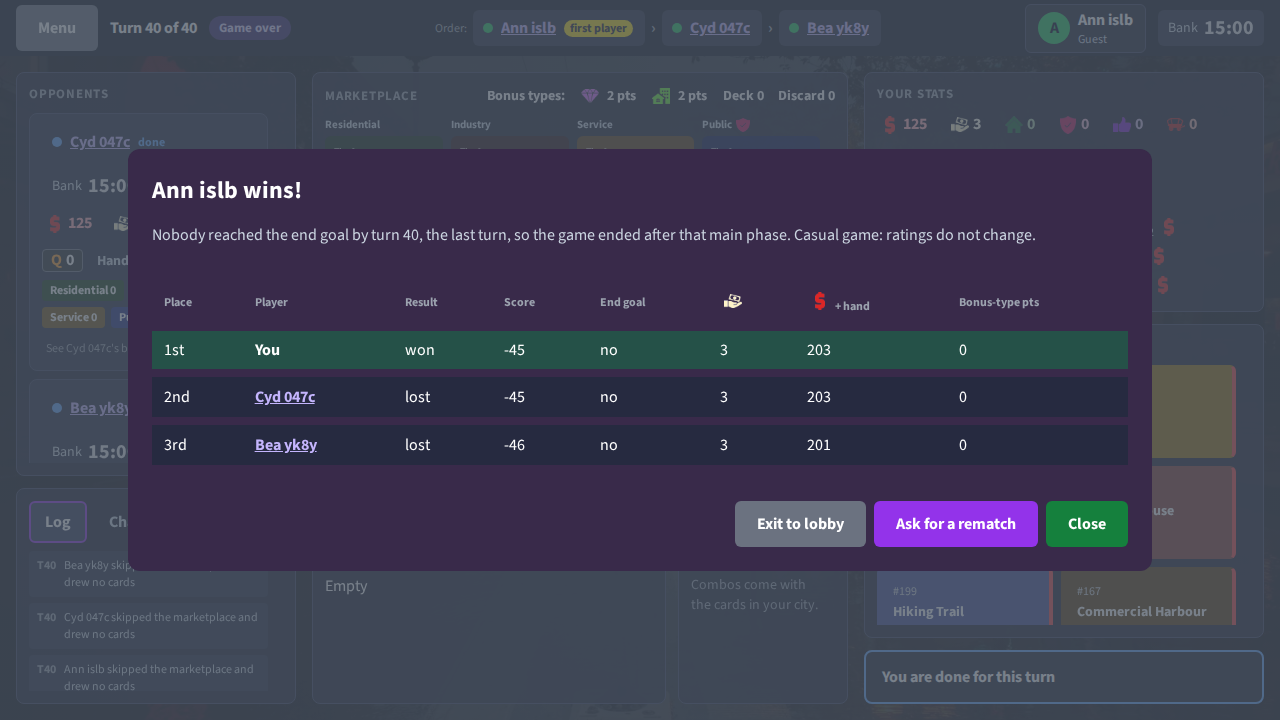 Menu
Turn 40 of 40
Game over
Order:
Ann islb first player
›
Cyd 047c
›
Bea yk8y
A
Ann islb
Guest
Bank 15:00
OPPONENTS
Cyd 047c done
Bank 15:0
125
Q 0 Hand
Residential 0
Service 0
See Cyd 047c's b
Bea yk8y
Bank 15:0
MARKETPLACE
Bonus types: 2 pts 2 pts Deck 0 Discard 0
Residential Industry Service Public
YOUR STATS
125 3 0 0 0 0
Ann islb wins!
Nobody reached the end goal by turn 40, the last turn, so the game ended after that main phase. Casual game: ratings do not change.
Place Player Result Score End goal + hand Bonus-type pts
1st You won -45 no 3 203 0
2nd Cyd 047c lost -45 no 3 203 0
3rd Bea yk8y lost -46 no 3 201 0
Exit to lobby
Ask for a rematch
Close
Log
T40 Bea yk8y
drew no cards
T40 Cyd 047c skipped the marketplace and
drew no cards
T40 Ann islb skipped the marketplace and
drew no cards
Empty
Combos come with
the cards in your city.
#199
Hiking Trail
#167
Commercial Harbour
You are done for this turn